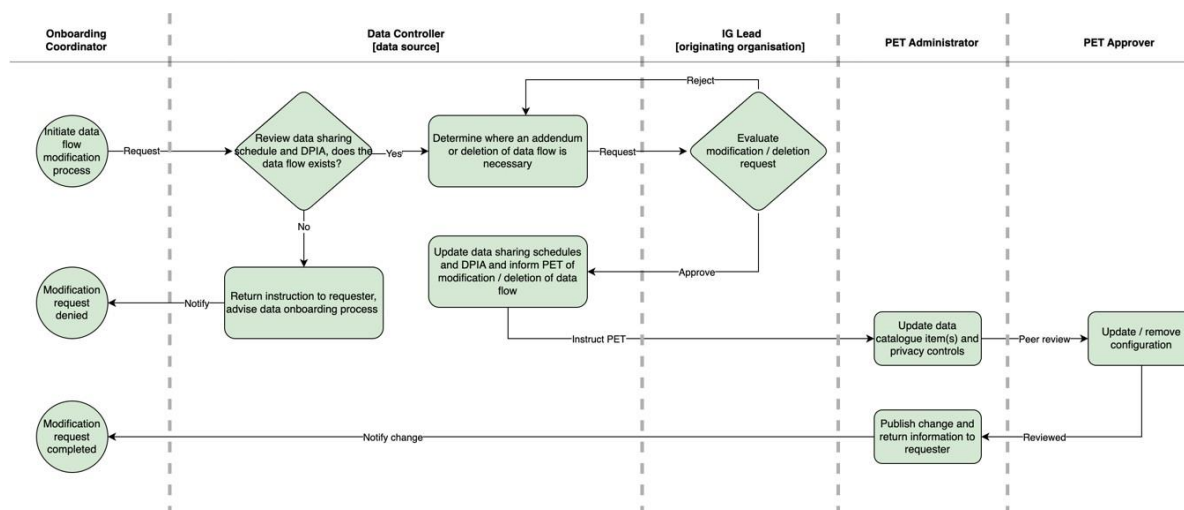 Onboarding
Coordinator
Data Controller
[data source]
IG Lead
[originating organisation]
PET Administrator
PET Approver
Reject
Initiate data
flow
modification
process
Request
Review data sharing
schedule and DPIA, does the
data flow exists?
Yes
Determine where an addendum
or deletion of data flow is
necessary
Request
Evaluate
modification / deletion
request
No
Update data sharing schedules
and DPIA and inform PET of
modification / deletion of data
flow
Approve
Modification
request
denied
Notify
Return instruction to requester,
advise data onboarding process
Instruct PET
Update data
catalogue item(s) and
privacy controls
Peer review
Update / remove
configuration
Modification
request
completed
Notify change
Publish change and
return information to
requester
Reviewed